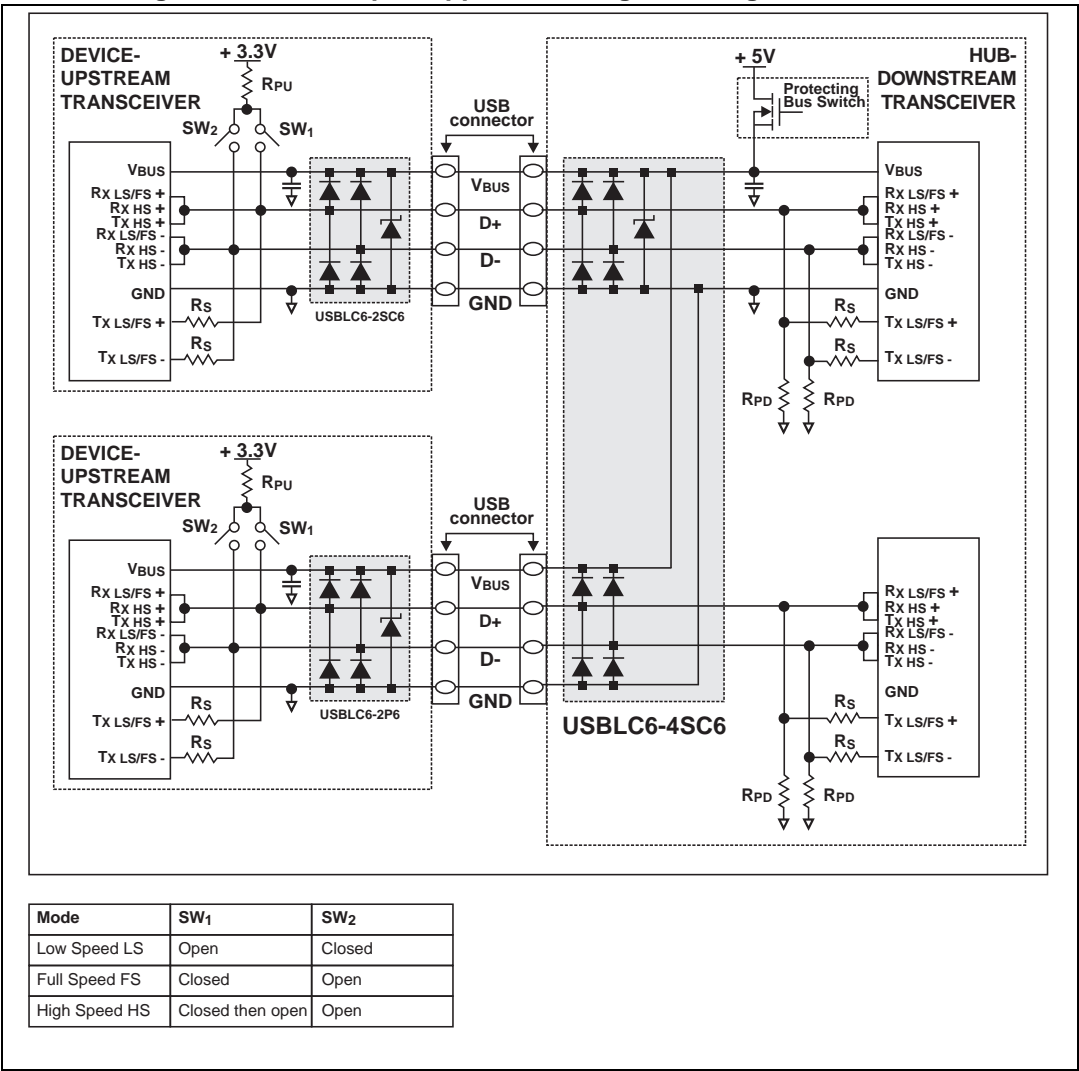 DEVICE-
UPSTREAM
TRANSCEIVER
+ 3.3V
RPU
SW2
SW1
VBUS
RX LS/FS +
RX HS +
TX HS +
RX LS/FS -
RX HS -
TX HS -
GND
TX LS/FS +
TX LS/FS -
RS
RS
USBLC6-2SC6
USB
connector
VBUS
D+
D-
GND
+ 5V
Protecting
Bus Switch
HUB-
DOWNSTREAM
TRANSCEIVER
VBUS
RX LS/FS +
RX HS +
TX HS +
RX LS/FS -
RX HS -
TX HS -
GND
TX LS/FS +
TX LS/FS -
RS
RS
RPD
RPD
DEVICE-
UPSTREAM
TRANSCEIVER
+ 3.3V
RPU
SW2
SW1
VBUS
RX LS/FS +
RX HS +
TX HS +
RX LS/FS -
RX HS -
TX HS -
GND
TX LS/FS +
TX LS/FS -
RS
RS
USBLC6-2P6
USB
connector
VBUS
D+
D-
GND
USBLC6-4SC6
RX LS/FS +
RX HS +
TX HS +
RX LS/FS -
RX HS -
TX HS -
GND
TX LS/FS +
TX LS/FS -
RS
RS
RPD
RPD
Mode SW1 SW2
Low Speed LS Open Closed
Full Speed FS Closed Open
High Speed HS Closed then open Open